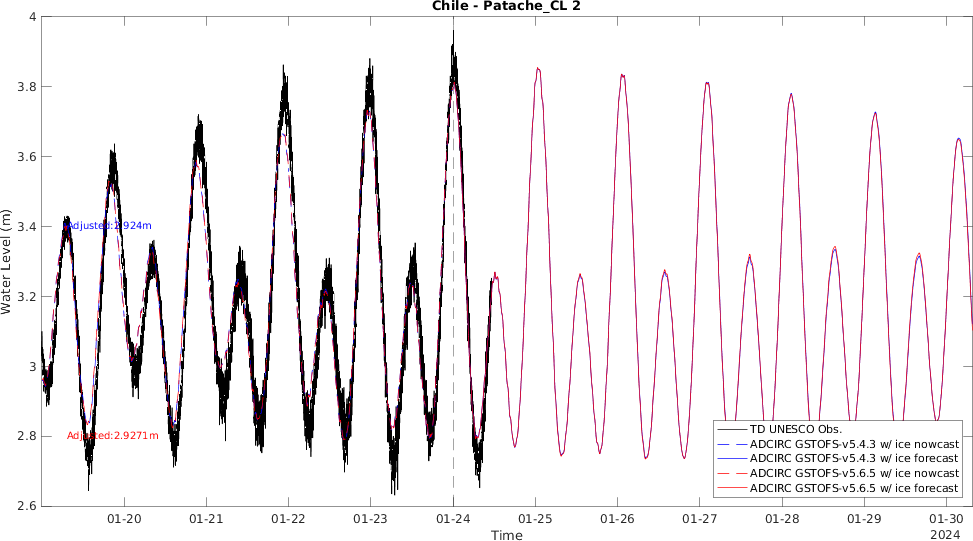 Chile - Patache_CL 2
Water Level (m)
4
3.8
3.6
3.4
3.2
3
2.8
2.6
Adjusted:2.924m
Adjusted:2.9271m
TD UNESCO Obs.
ADCIRC GSTOFS-v5.4.3 w/ ice nowcast
ADCIRC GSTOFS-v5.4.3 w/ ice forecast
ADCIRC GSTOFS-v5.6.5 w/ ice nowcast
ADCIRC GSTOFS-v5.6.5 w/ ice forecast
01-20 01-21 01-22 01-23 01-24 01-25 01-26 01-27 01-28 01-29 01-30
Time 2024